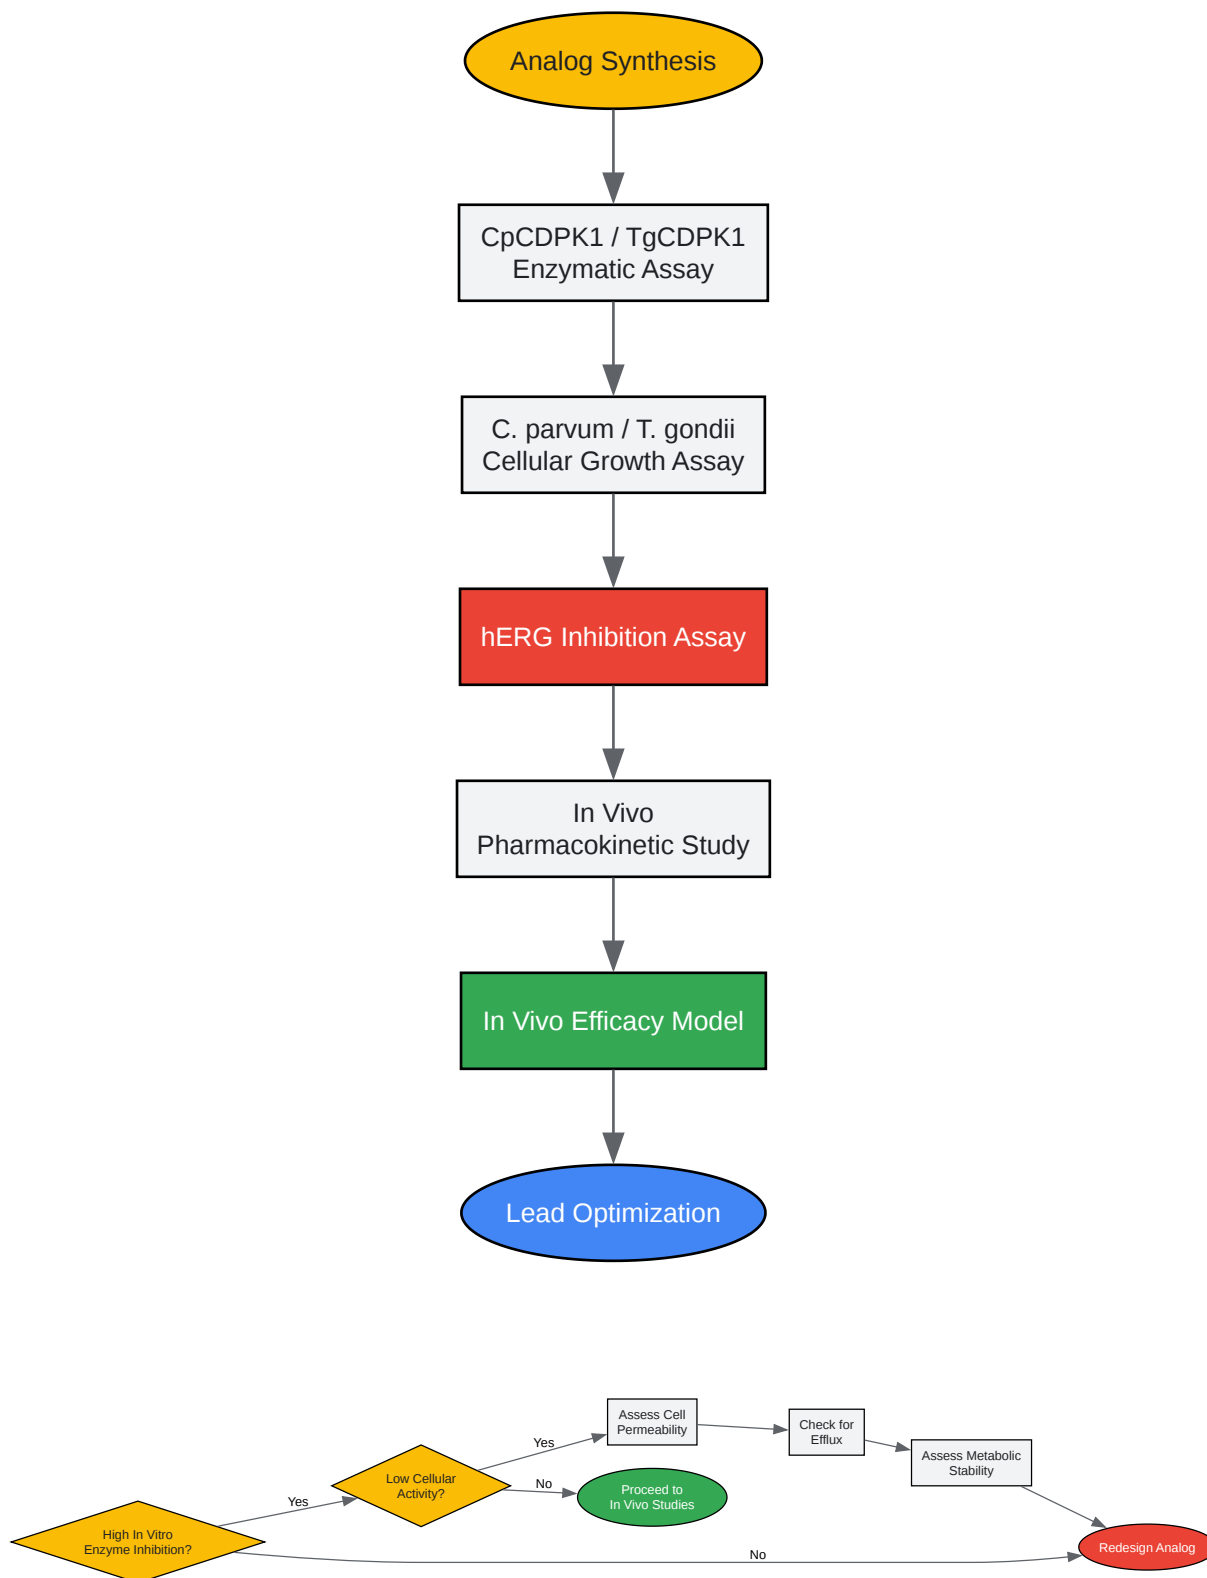 Analog Synthesis
CpCDPK1 / TgCDPK1
Enzymatic Assay
C. parvum / T. gondii
Cellular Growth Assay
hERG Inhibition Assay
In Vivo
Pharmacokinetic Study
In Vivo Efficacy Model
Lead Optimization
High In Vitro
Enzyme Inhibition?
Yes
Low Cellular
Activity?
Yes
Assess Cell
Permeability
Check for
Efflux
Assess Metabolic
Stability
No
Proceed to
In Vivo Studies
No
Redesign Analog